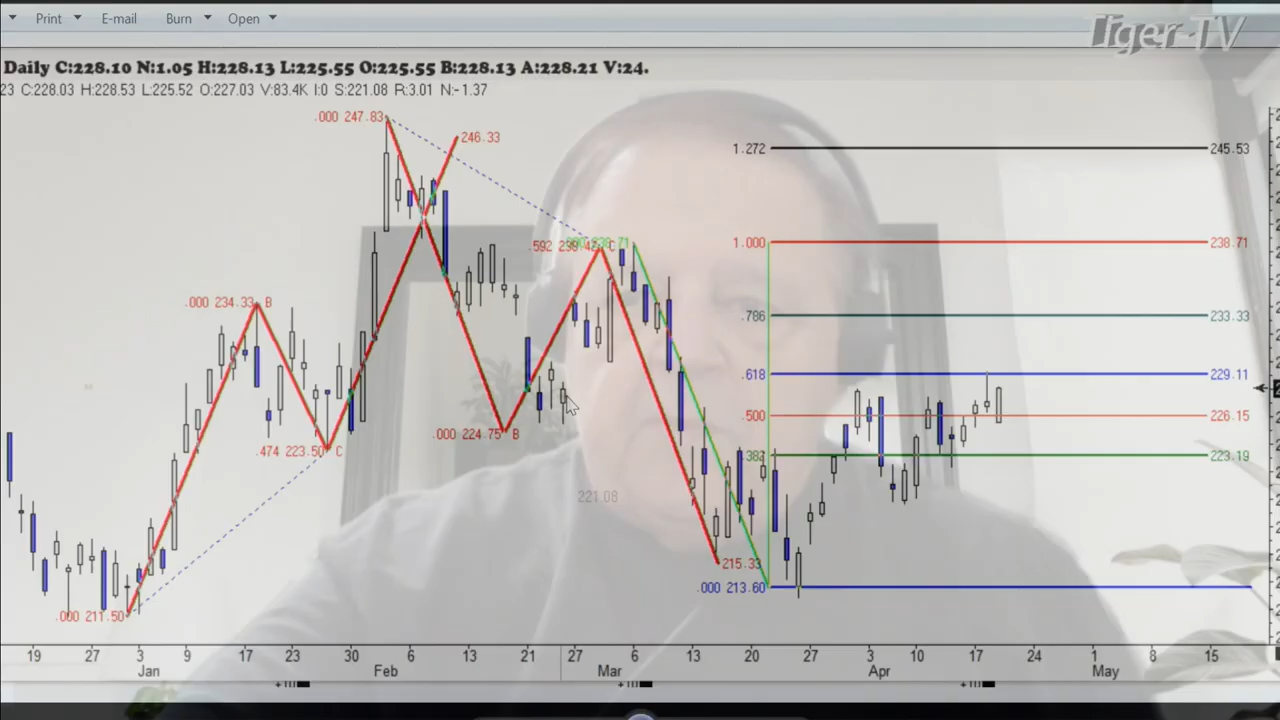 Print E-mail Burn Open
Tiger-TV
Daily C:228.10 N:1.05 H:228.13 L:225.55 O:225.55 B:228.13 A:228.21 V:24.
23 C:228.03 H:228.53 L:225.52 O:227.03 V:83.4K I:0 S:221.08 R:3.01 N:-1.37
.000 247.83
246.33
1.272 245.53
1.000 238.71
.000 234.33 B
.786 233.33
.618 229.11
.500 226.15
.000 224.75 B
.474 223.50 C
.382 223.19
221.08
215.33
.000 213.60
.000 211.50
19 27 3 9 17 23 30 6 13 21 27 6 13 20 27 3 10 17 24 1 8 15
Jan Feb Mar Apr May